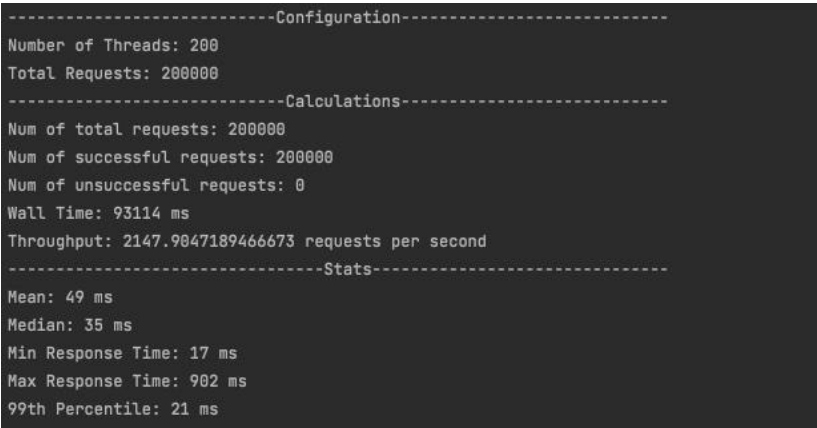 ----------------------------Configuration----------------------------
Number of Threads: 200
Total Requests: 200000
-----------------------------Calculations----------------------------
Num of total requests: 200000
Num of successful requests: 200000
Num of unsuccessful requests: 0
Wall Time: 93114 ms
Throughput: 2147.9047189466673 requests per second
---------------------------------Stats-------------------------------
Mean: 49 ms
Median: 35 ms
Min Response Time: 17 ms
Max Response Time: 902 ms
99th Percentile: 21 ms